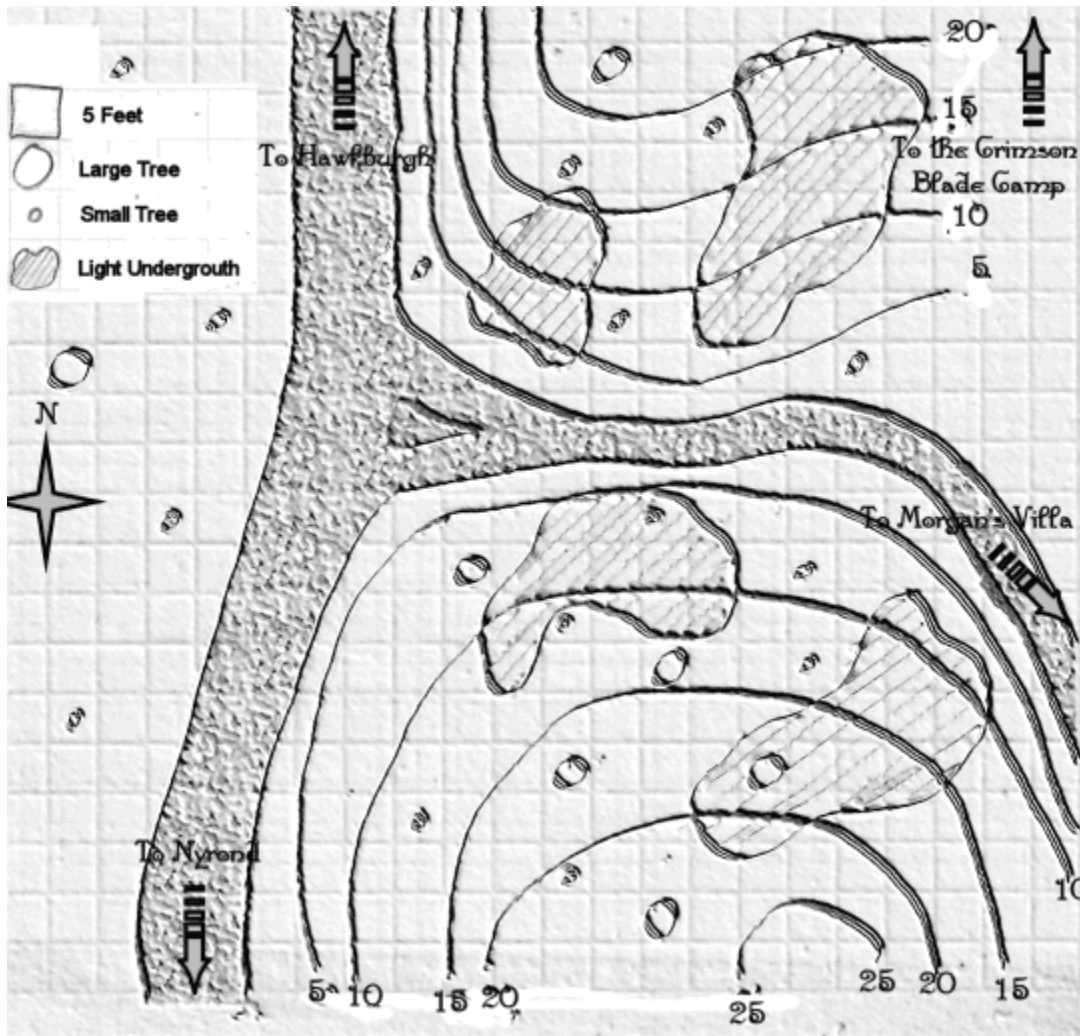 20
5 Feet
15
To Hawkburgh
To the Crimson
Blade Camp
Large Tree
10
Small Tree
5
Light Undergrouth
N
To Morgan's Villa
To Nyrond
10
5
10
15
20
25
25
20
15